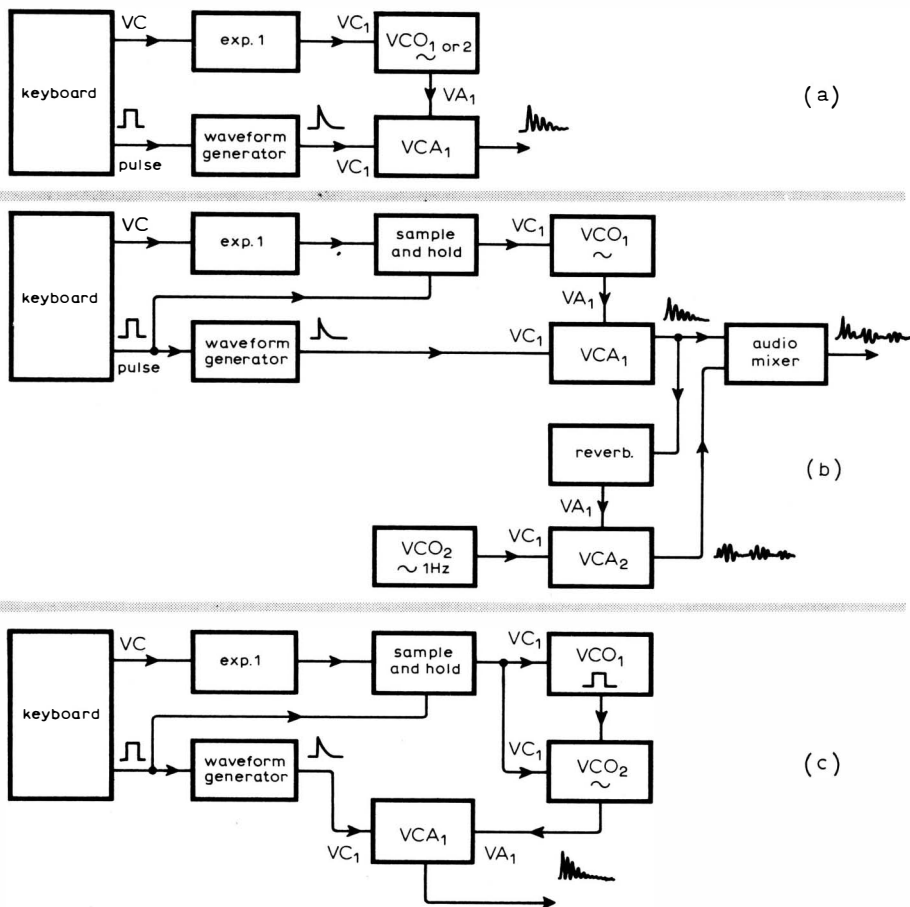 VC
exp. 1
VC₁
VCO₁ or 2
~
keyboard
VA₁
(a)
pulse
waveform
generator
VC₁
VCA₁
VC
exp. 1
sample
and hold
VC₁
VCO₁
~
keyboard
VA₁
pulse
waveform
generator
VC₁
VCA₁
audio
mixer
reverb.
(b)
VA₁
VCO₂
~ 1Hz
VC₁
VCA₂
VC
exp. 1
sample
and hold
VC₁
VCO₁
keyboard
waveform
generator
VC₁
VCO₂
~
(c)
VC₁
VCA₁
VA₁